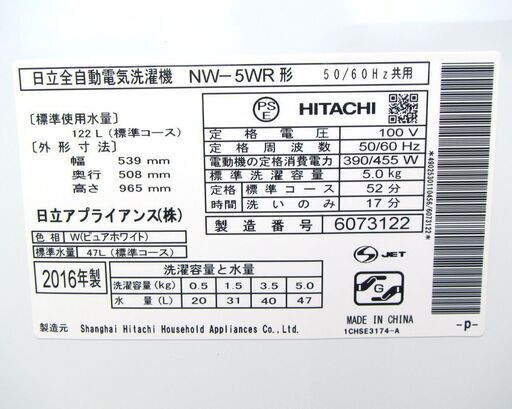 日立全自動電気洗濯機 NW-5WR形 50/60Hz共用
〔標準使用水量〕
122 L (標準コース)
〔外形寸法〕
幅 539 mm
奥行 508 mm
高さ 965 mm
日立アプライアンス(株)
色相 W(ピュアホワイト)
標準水量 47L (標準コース)
PSE HITACHI
定格電圧 100 V
定格周波数 50/60 Hz
電動機の定格消費電力 390/455 W
標準洗濯容量 5.0 kg
定格時間 標準コース 52分
洗いのみ 17分
製造番号 6073122
*4902530110456/6073122*
2016年製
洗濯容量と水量
洗濯容量(kg) 0.5 1.5 3.5 5.0
水量(L) 20 31 40 47
S JET
G
MADE IN CHINA
製造元 Shanghai Hitachi Household Appliances Co., Ltd.
1CHSE3174-A
-p-